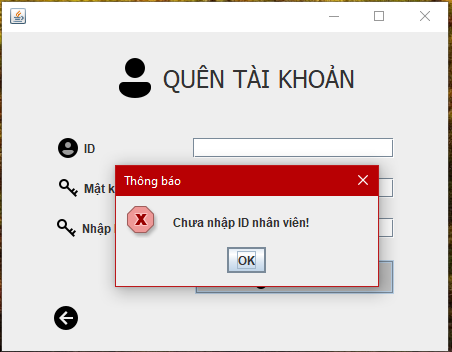 QUÊN TÀI KHOẢN
ID
Thông báo
Mật
Chưa nhập ID nhân viên!
Nhập
OK